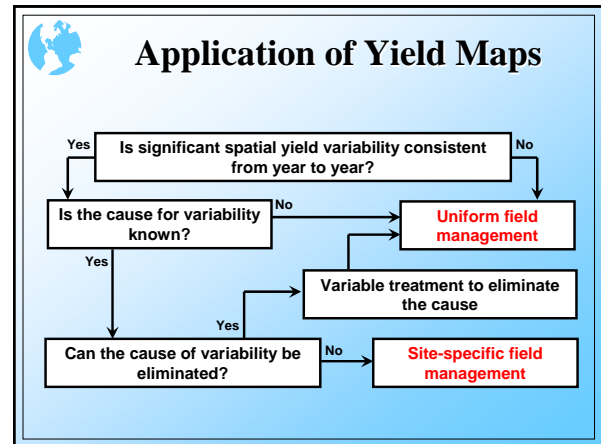 Application of Yield Maps
Yes
Is significant spatial yield variability consistent
from year to year?
No
Is the cause for variability
known?
No
Uniform field
management
Yes
Variable treatment to eliminate
the cause
Yes
Can the cause of variability be
eliminated?
No
Site-specific field
management